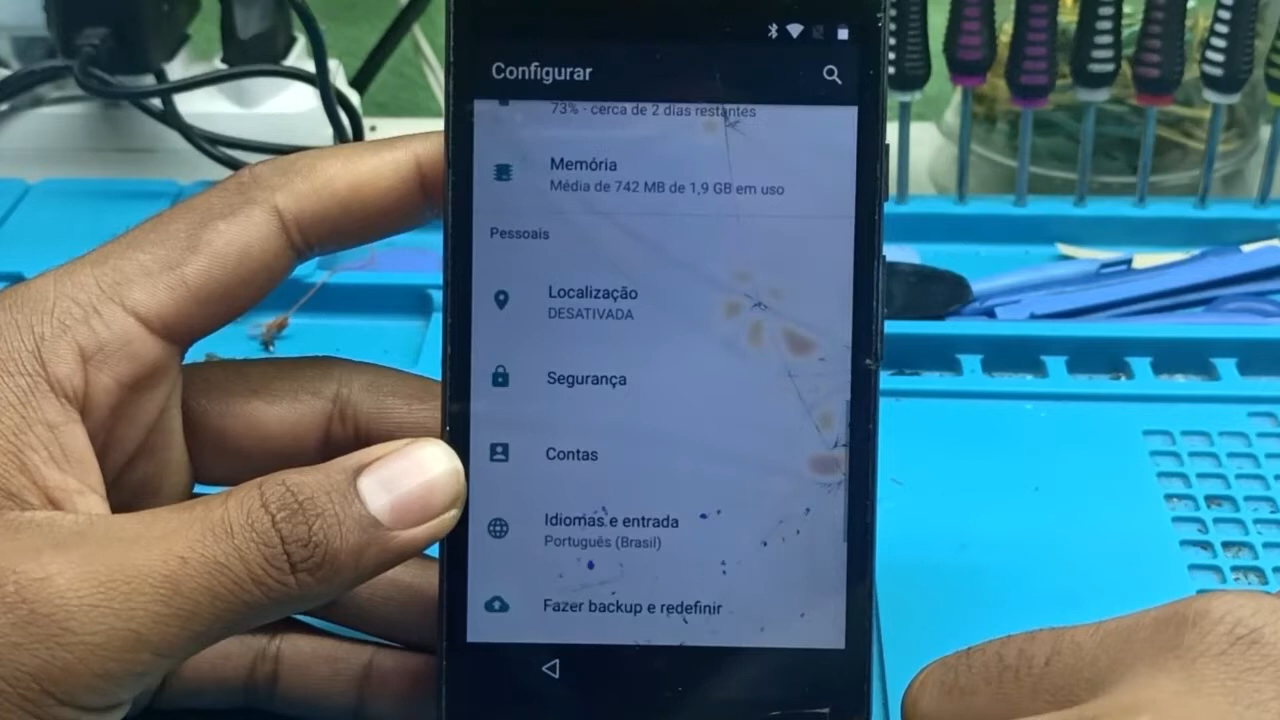 Configurar
73% - cerca de 2 dias restantes
Memória
Média de 742 MB de 1,9 GB em uso
Pessoais
Localização
DESATIVADA
Segurança
Contas
Idiomas e entrada
Português (Brasil)
Fazer backup e redefinir